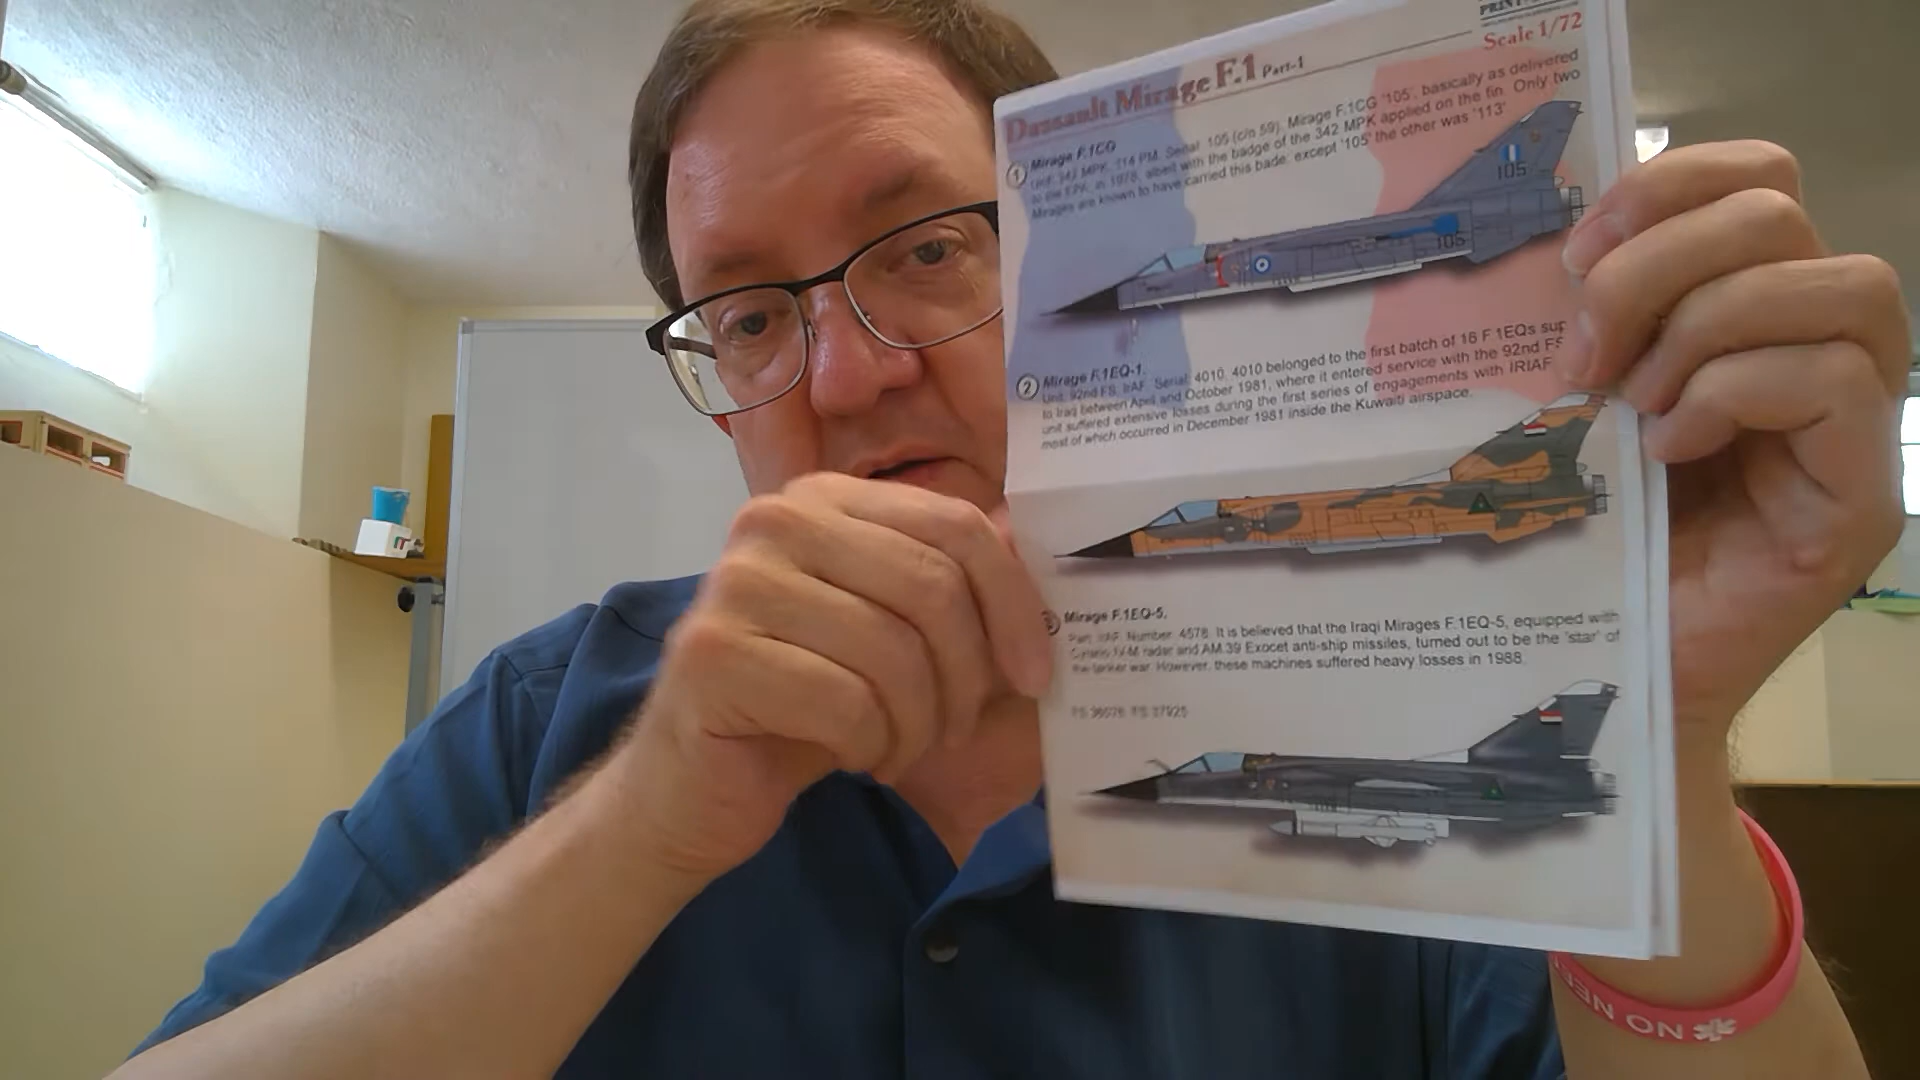 PRINT
Scale 1/72
Dassault Mirage F.1 Part-1
1 Mirage F.1CG
Unit: 342 MPK, 114 PM. Serial: 105 (c/n 59). Mirage F.1CG '105', basically as delivered
to the EPA, in 1978, albeit with the badge of the 342 MPK applied on the fin. Only two
Mirages are known to have carried this bade: except '105' the other was '113'
105
105
2 Mirage F.1EQ-1.
Unit: 92nd FS, IrAF. Serial: 4010. 4010 belonged to the first batch of 16 F.1EQs sup
to Iraq between April and October 1981, where it entered service with the 92nd FS
unit suffered extensive losses during the first series of engagements with IRIAF
most of which occurred in December 1981 inside the Kuwaiti airspace.
3 Mirage F.1EQ-5.
IrAF. Number: 4578. It is believed that the Iraqi Mirages F.1EQ-5, equipped with
Cyrano IV-M radar and AM.39 Exocet anti-ship missiles, turned out to be the 'star' of
the tanker war. However, these machines suffered heavy losses in 1988.
NO NE